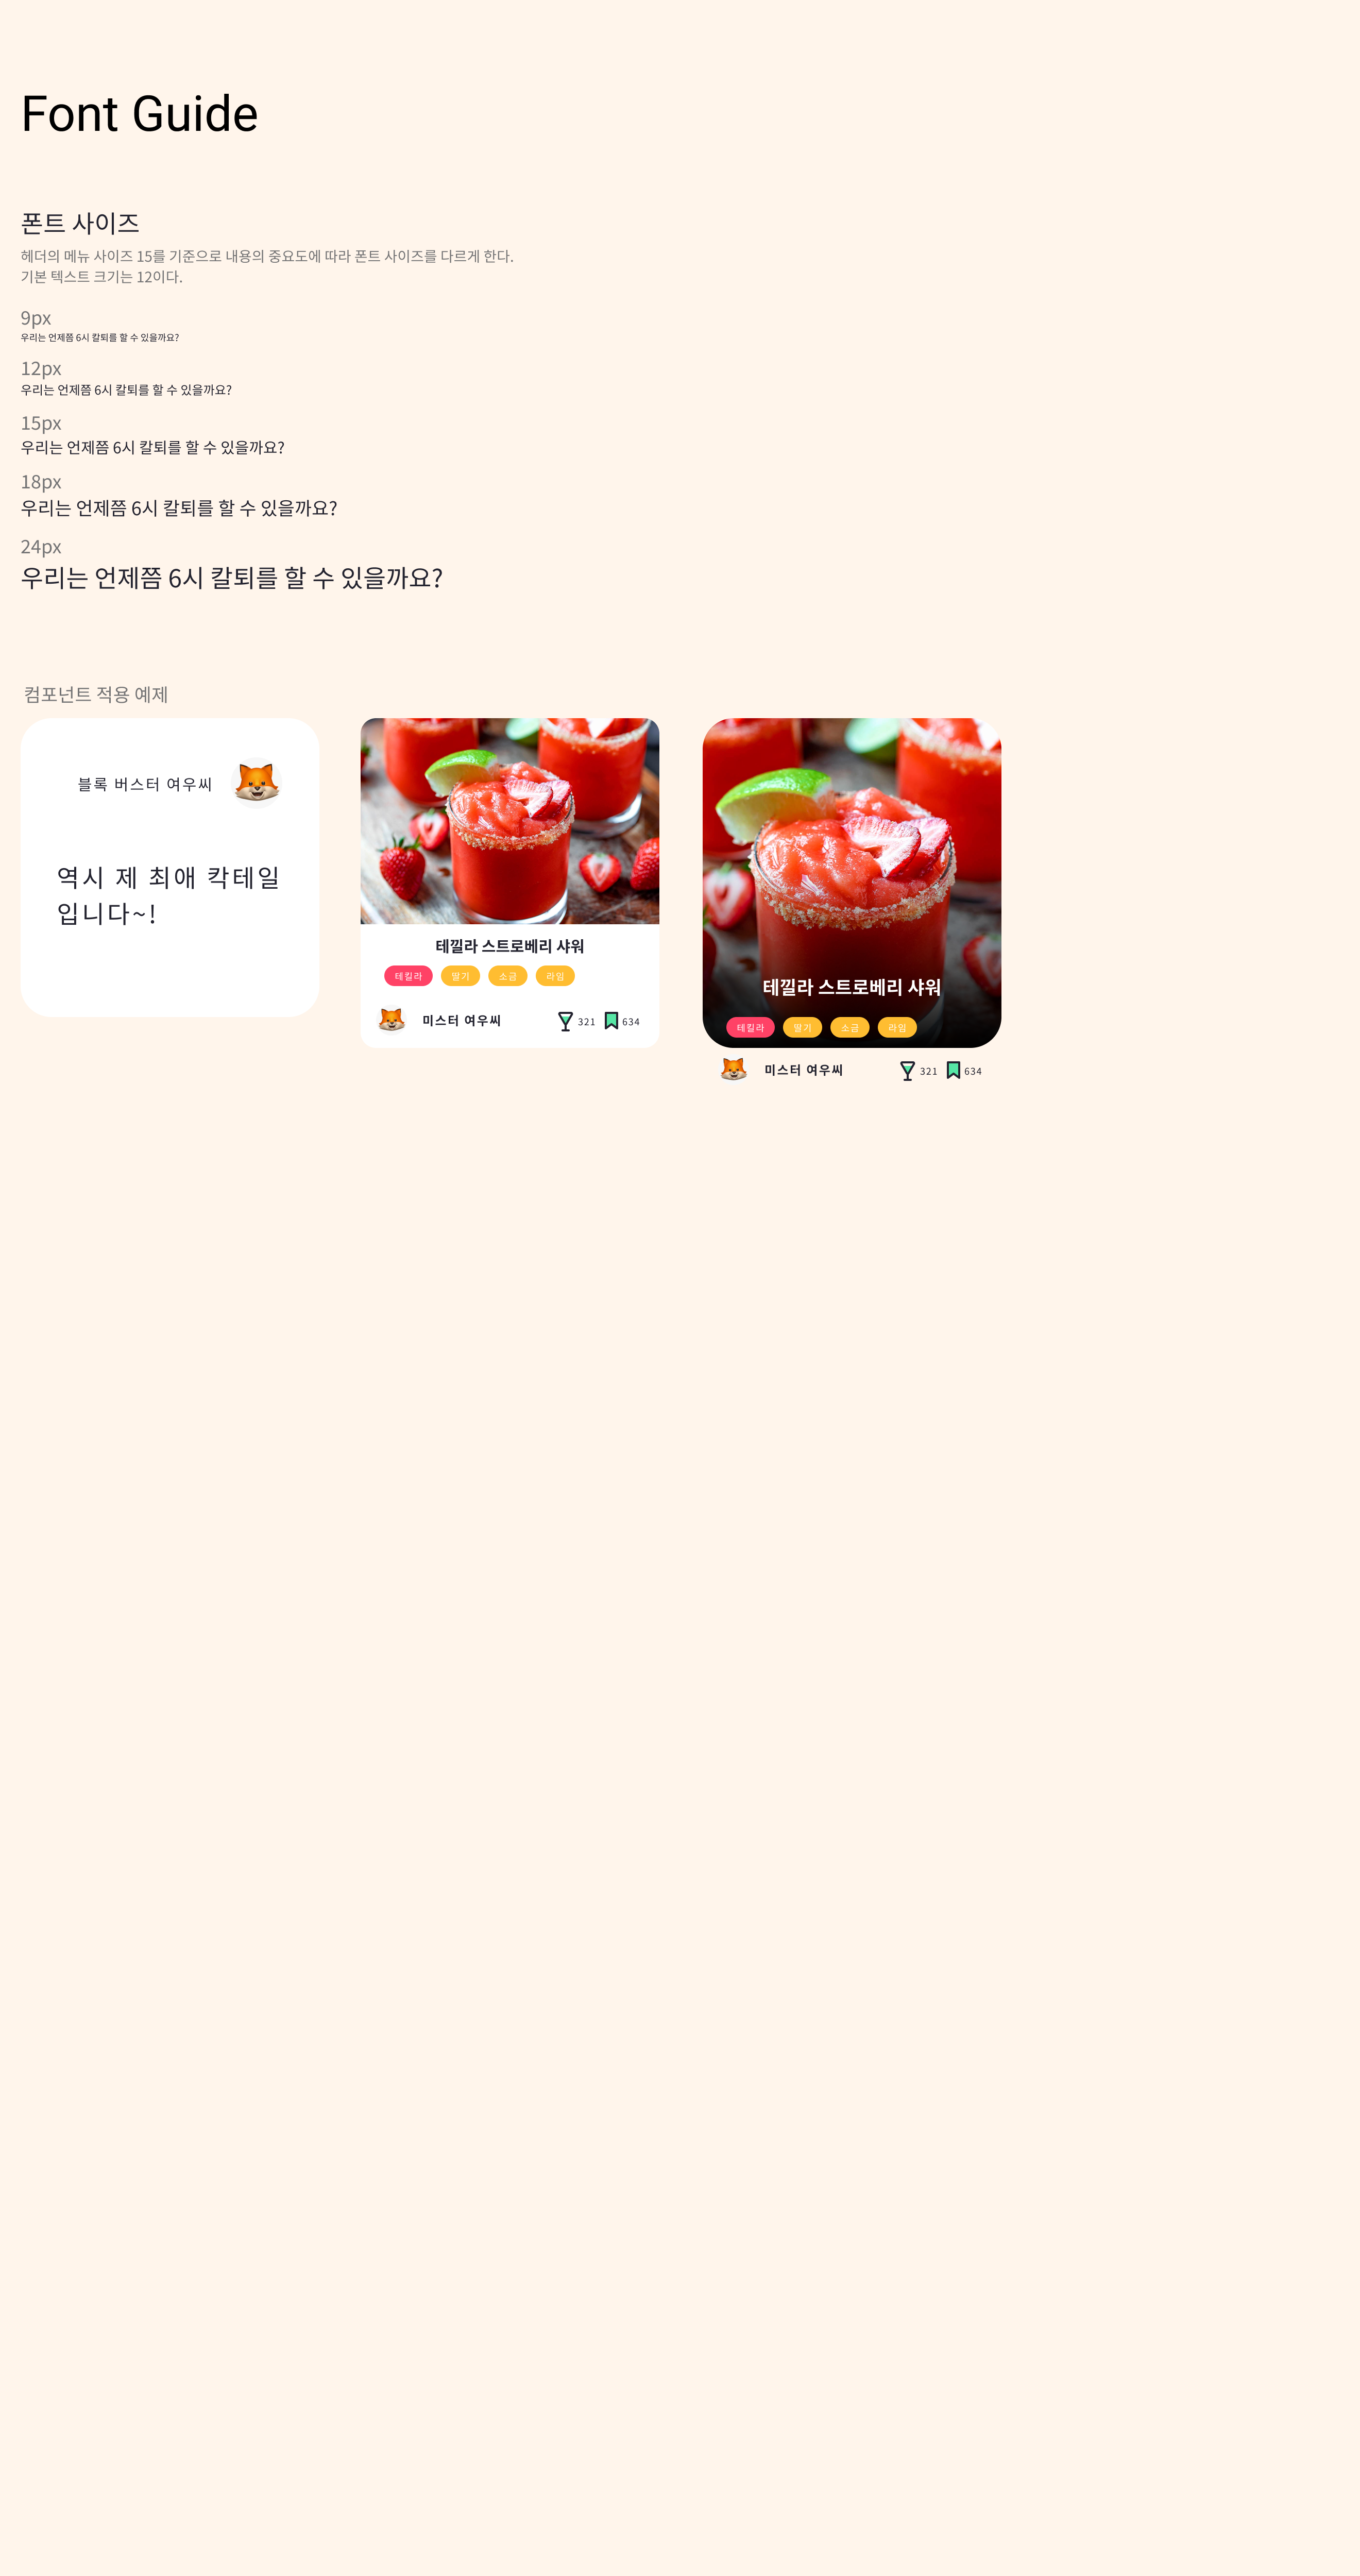 Font Guide
폰트 사이즈
헤더의 메뉴 사이즈 15를 기준으로 내용의 중요도에 따라 폰트 사이즈를 다르게 한다.
기본 텍스트 크기는 12이다.
9px
우리는 언제쯤 6시 칼퇴를 할 수 있을까요?
12px
우리는 언제쯤 6시 칼퇴를 할 수 있을까요?
15px
우리는 언제쯤 6시 칼퇴를 할 수 있을까요?
18px
우리는 언제쯤 6시 칼퇴를 할 수 있을까요?
24px
우리는 언제쯤 6시 칼퇴를 할 수 있을까요?
컴포넌트 적용 예제
블록 버스터 여우씨
역시 제 최애 칵테일
입니다~!
테낄라 스트로베리 샤워
테킬라 딸기 소금 라임
미스터 여우씨 321 634
테낄라 스트로베리 샤워
테킬라 딸기 소금 라임
미스터 여우씨 321 634